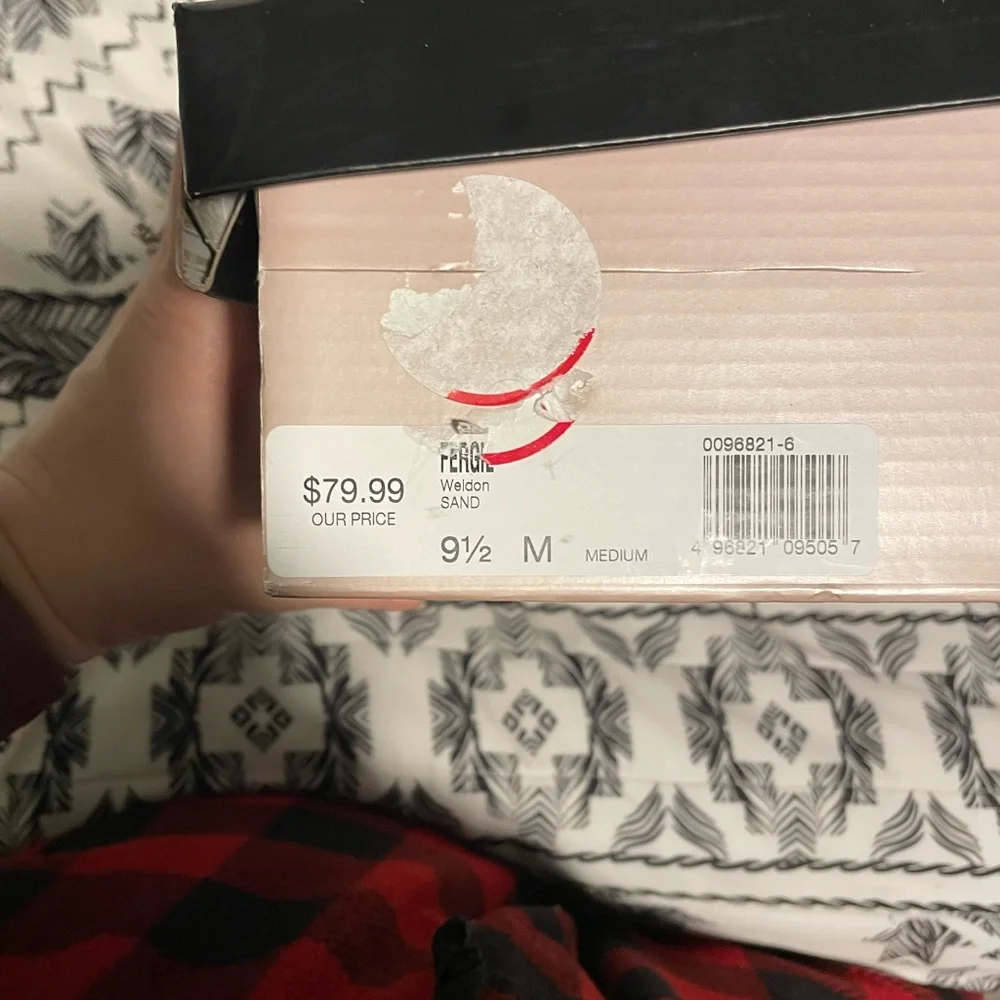 FERGIE
Weldon
SAND
$79.99
OUR PRICE
9½ M MEDIUM
0096821-6
4 96821 09505 7